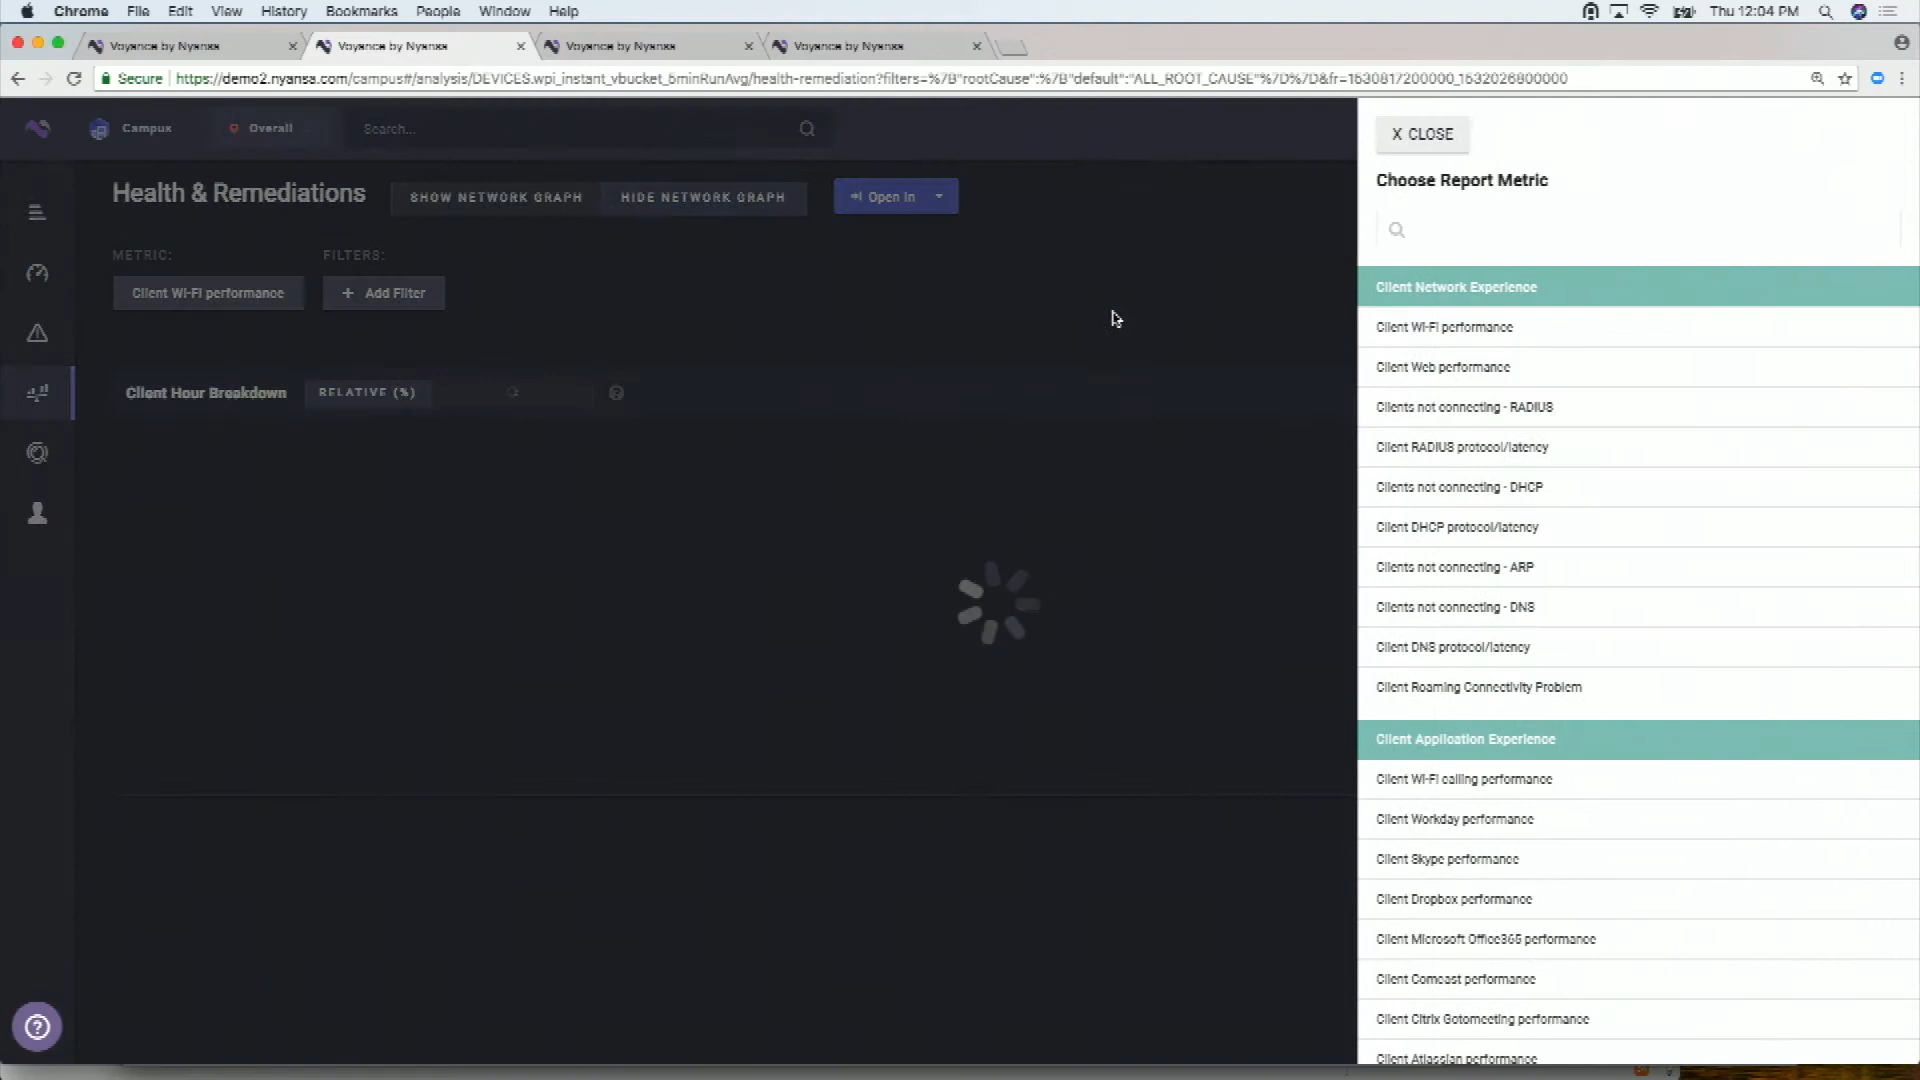 Chrome File Edit View History Bookmarks People Window Help Thu 12:04 PM
Voyance by Nyansa Voyance by Nyansa Voyance by Nyansa Voyance by Nyansa
Secure https://demo2.nyansa.com/campus#/analysis/DEVICES.wpi_instant_vbucket_5minRunAvg/health-remediation?filters=%7B"rootCause":%7B"default":"ALL_ROOT_CAUSE"%7D%7D&fr=1530817200000_1532026800000
Campus Overall Search...
X CLOSE
Health & Remediations SHOW NETWORK GRAPH HIDE NETWORK GRAPH Open In
Choose Report Metric
METRIC: FILTERS:
Client Wi-Fi performance + Add Filter
Client Hour Breakdown RELATIVE (%)
Client Network Experience
Client Wi-Fi performance
Client Web performance
Clients not connecting - RADIUS
Client RADIUS protocol/latency
Clients not connecting - DHCP
Client DHCP protocol/latency
Clients not connecting - ARP
Clients not connecting - DNS
Client DNS protocol/latency
Client Roaming Connectivity Problem
Client Application Experience
Client Wi-Fi calling performance
Client Workday performance
Client Skype performance
Client Dropbox performance
Client Microsoft Office365 performance
Client Comcast performance
Client Citrix Gotomeeting performance
Client Atlassian performance